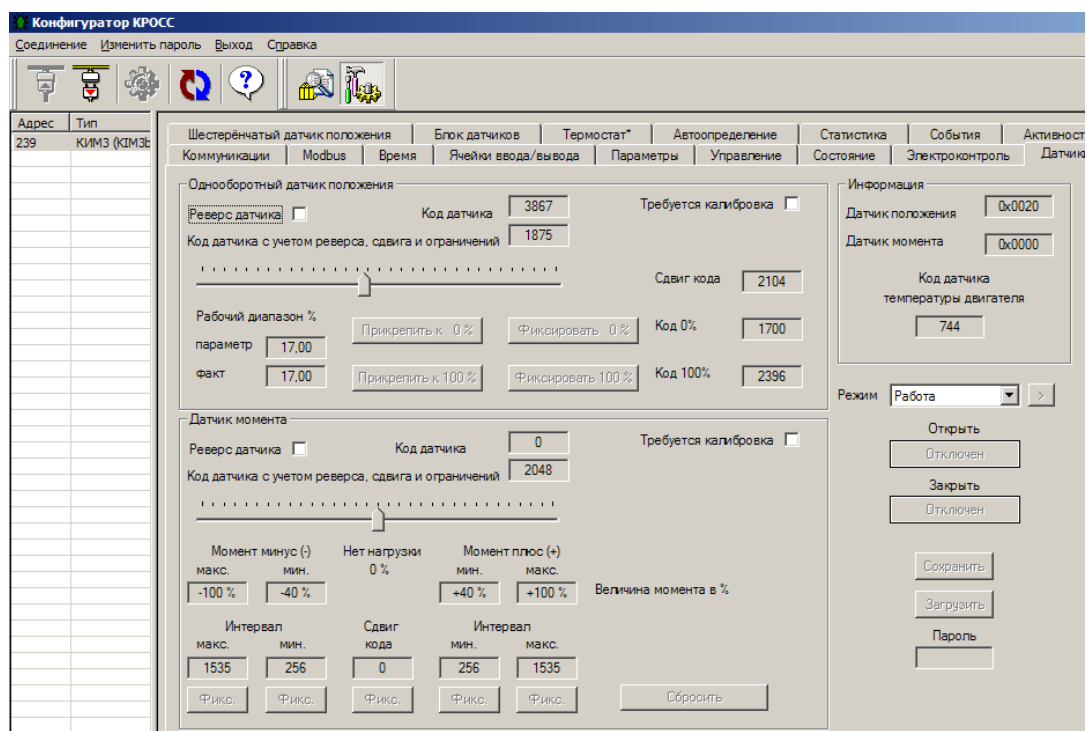 Конфигуратор КРОСС
Соединение Изменить пароль Выход Справка
Адрес Тип
239 КИМ3 (KIM3b
Шестерёнчатый датчик положения Блок датчиков Термостат* Автоопределение Статистика События Активност
Коммуникации Modbus Время Ячейки ввода/вывода Параметры Управление Состояние Электроконтроль Датчики
Однооборотный датчик положения
Реверс датчика Код датчика 3867 Требуется калибровка
Код датчика с учетом реверса, сдвига и ограничений 1875
Сдвиг кода 2104
Рабочий диапазон %
параметр 17,00 Прикрепить к 0 % Фиксировать 0 % Код 0% 1700
факт 17,00 Прикрепить к 100 % Фиксировать 100 % Код 100% 2396
Датчик момента
Реверс датчика Код датчика 0 Требуется калибровка
Код датчика с учетом реверса, сдвига и ограничений 2048
Момент минус (-) Нет нагрузки Момент плюс (+)
макс. мин. 0 % мин. макс.
-100 % -40 % +40 % +100 % Величина момента в %
Интервал Сдвиг Интервал
макс. мин. кода мин. макс.
1535 256 0 256 1535
Фикс. Фикс. Фикс. Фикс. Фикс. Сбросить
Информация
Датчик положения 0x0020
Датчик момента 0x0000
Код датчика
температуры двигателя
744
Режим Работа >
Открыть
Отключен
Закрыть
Отключен
Сохранить
Загрузить
Пароль